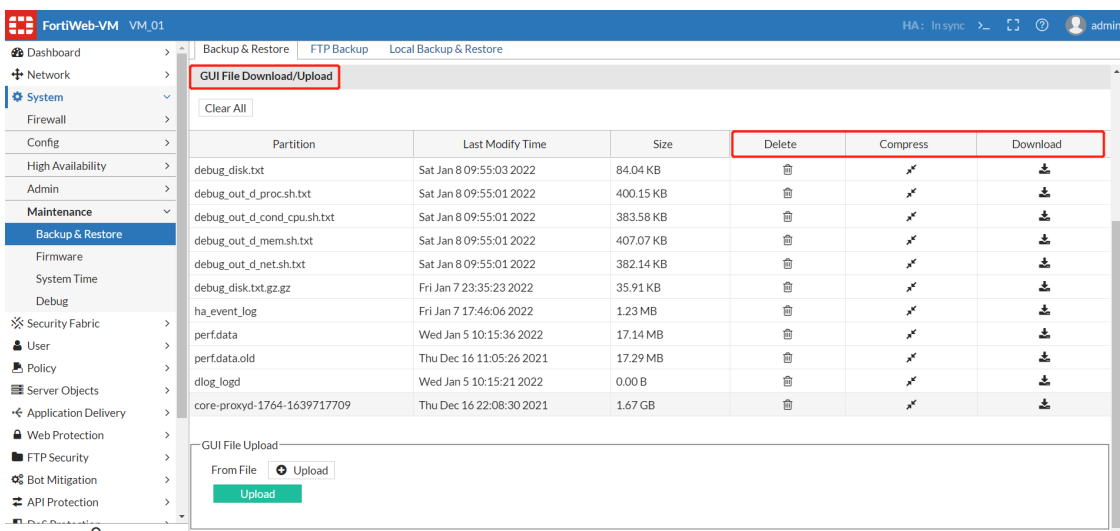 FortiWeb-VM VM_01 HA: In sync >_ admin
Dashboard
Network
System
Firewall
Config
High Availability
Admin
Maintenance
Backup & Restore
Firmware
System Time
Debug
Security Fabric
User
Policy
Server Objects
Application Delivery
Web Protection
FTP Security
Bot Mitigation
API Protection
DoS Protection
Backup & Restore FTP Backup Local Backup & Restore
GUI File Download/Upload
Clear All
Partition Last Modify Time Size Delete Compress Download
debug_disk.txt Sat Jan 8 09:55:03 2022 84.04 KB
debug_out_d_proc.sh.txt Sat Jan 8 09:55:01 2022 400.15 KB
debug_out_d_cond_cpu.sh.txt Sat Jan 8 09:55:01 2022 383.58 KB
debug_out_d_mem.sh.txt Sat Jan 8 09:55:01 2022 407.07 KB
debug_out_d_net.sh.txt Sat Jan 8 09:55:01 2022 382.14 KB
debug_disk.txt.gz.gz Fri Jan 7 23:35:23 2022 35.91 KB
ha_event_log Fri Jan 7 17:46:06 2022 1.23 MB
perf.data Wed Jan 5 10:15:36 2022 17.14 MB
perf.data.old Thu Dec 16 11:05:26 2021 17.29 MB
dlog_logd Wed Jan 5 10:15:21 2022 0.00 B
core-proxyd-1764-1639717709 Thu Dec 16 22:08:30 2021 1.67 GB
GUI File Upload
From File Upload
Upload